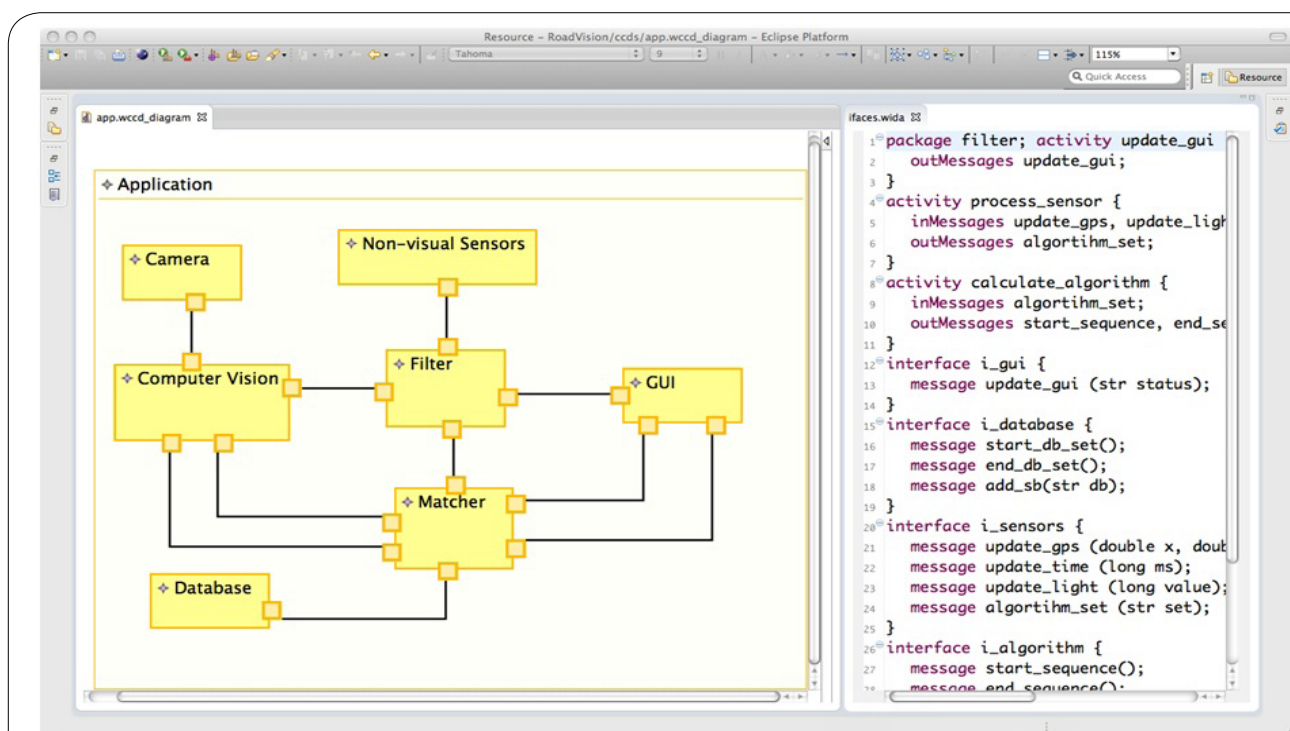 Resource – RoadVision/ccds/app.wccd_diagram – Eclipse Platform
Tahoma 9 115%
Quick Access Resource
app.wccd_diagram
Application
Camera
Non-visual Sensors
Computer Vision
Filter
GUI
Matcher
Database
ifaces.wida
1 package filter; activity update_gui
2 outMessages update_gui;
3 }
4 activity process_sensor {
5 inMessages update_gps, update_ligh
6 outMessages algortihm_set;
7 }
8 activity calculate_algorithm {
9 inMessages algortihm_set;
10 outMessages start_sequence, end_se
11 }
12 interface i_gui {
13 message update_gui (str status);
14 }
15 interface i_database {
16 message start_db_set();
17 message end_db_set();
18 message add_sb(str db);
19 }
20 interface i_sensors {
21 message update_gps (double x, doub
22 message update_time (long ms);
23 message update_light (long value);
24 message algortihm_set (str set);
25 }
26 interface i_algorithm {
27 message start_sequence();
28 message end_sequence();